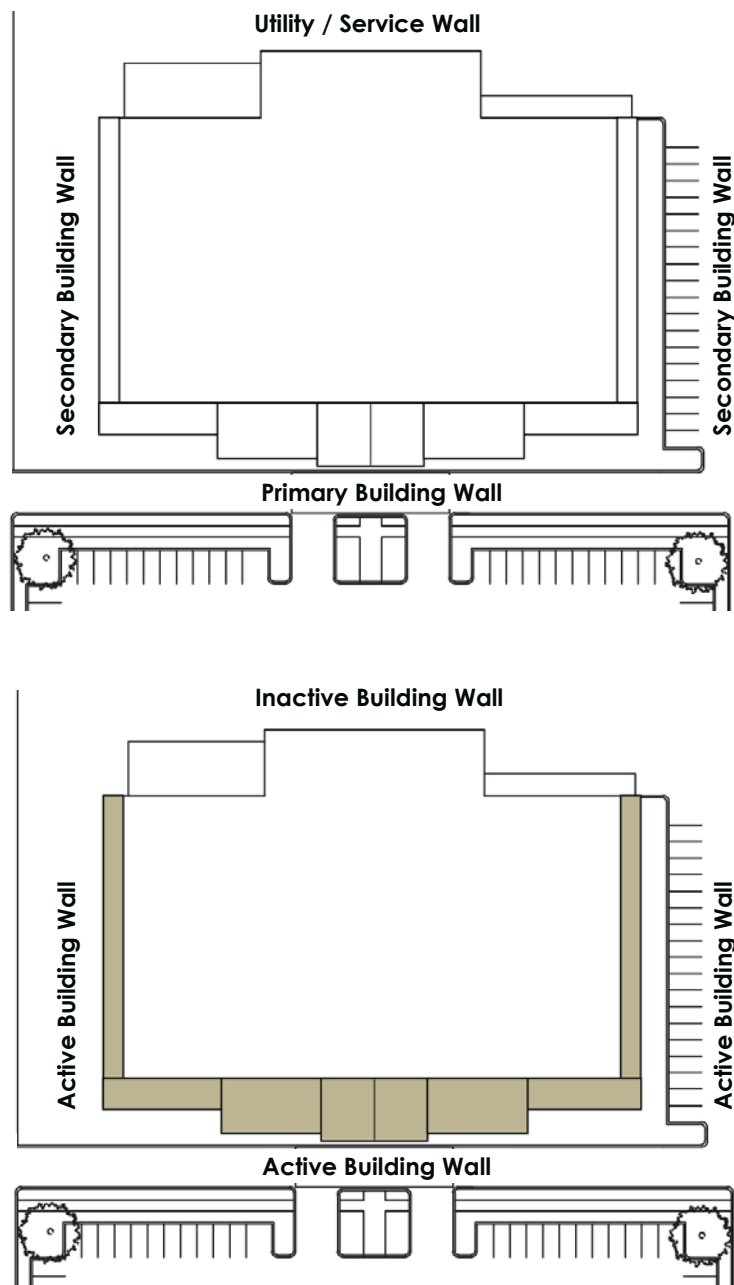 Utility / Service Wall
Secondary Building Wall
Secondary Building Wall
Primary Building Wall
Inactive Building Wall
Active Building Wall
Active Building Wall
Active Building Wall